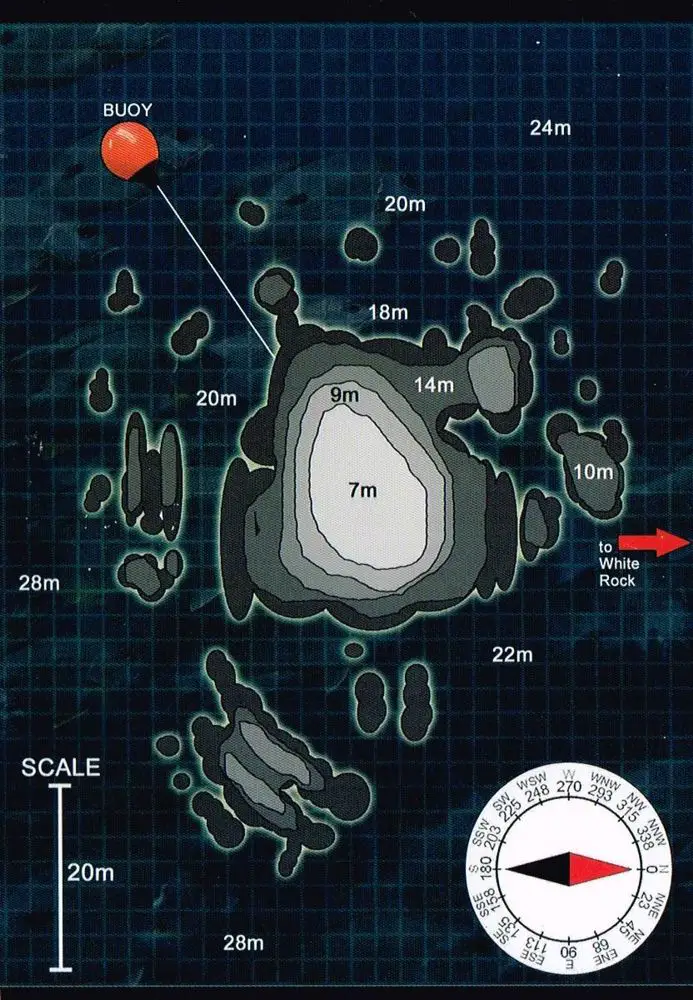 BUOY
24m
20m
18m
20m
9m
14m
10m
7m
to
White
Rock
28m
22m
SCALE
20m
28m
W
270
WNW
293
NW
315
NNW
338
N
0
NNE
23
NE
45
ENE
68
E
90
ESE
113
SE
135
SSE
158
S
180
SSW
203
SW
225
WSW
248